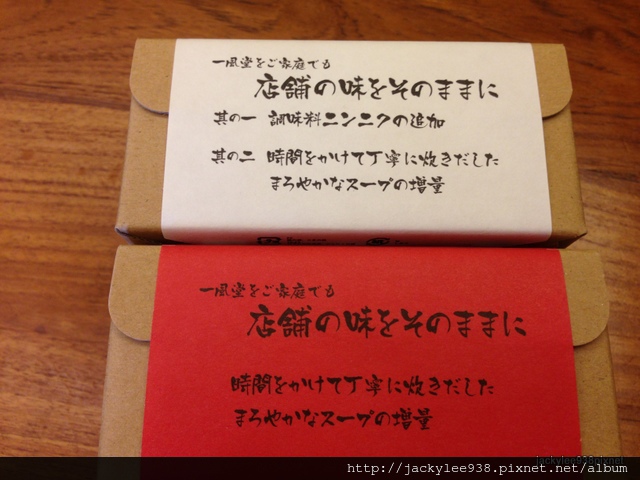 一風堂をご家庭でも
店舗の味をそのままに
其の一 調味料ニンニクの追加
其の二 時間をかけて丁寧に炊きだした
まろやかなスープの増量
一風堂をご家庭でも
店舗の味をそのままに
時間をかけて丁寧に炊きだした
まろやかなスープの増量
jackylee938.pixnet
http://jackylee938.pixnet.net/album